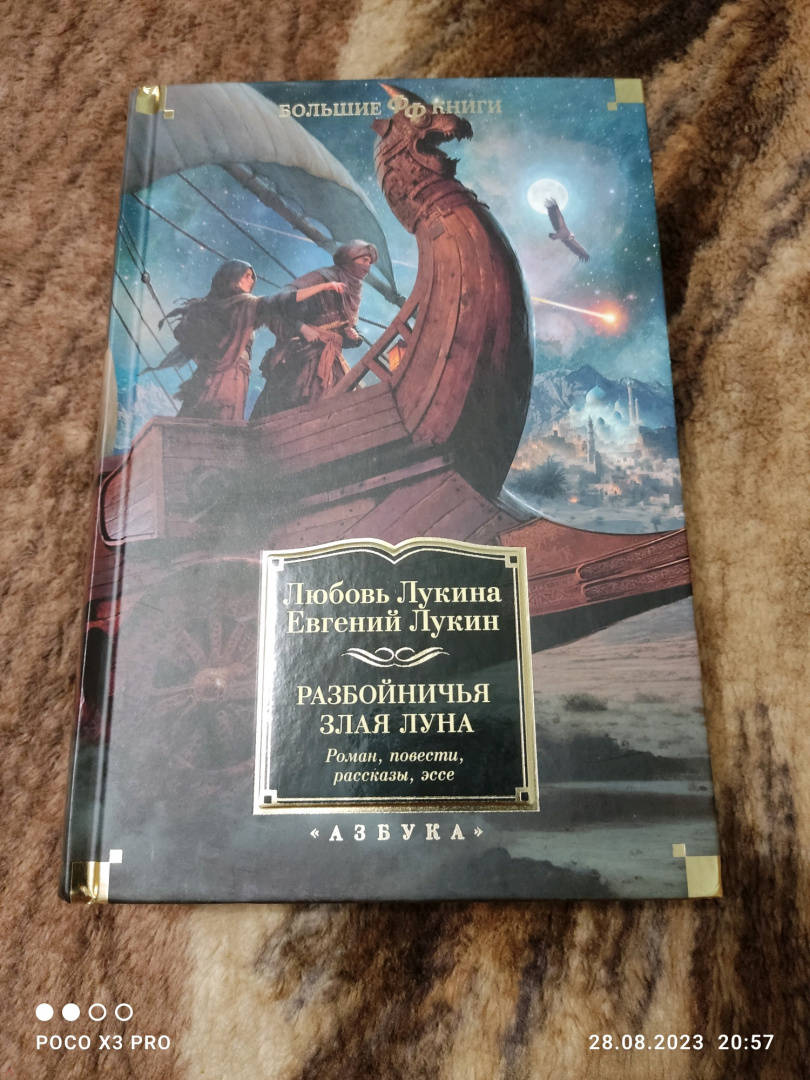 БОЛЬШИЕ ФФ КНИГИ
Любовь Лукина
Евгений Лукин
РАЗБОЙНИЧЬЯ
ЗЛАЯ ЛУНА
Роман, повести,
рассказы, эссе
«АЗБУКА»
POCO X3 PRO
28.08.2023 20:57